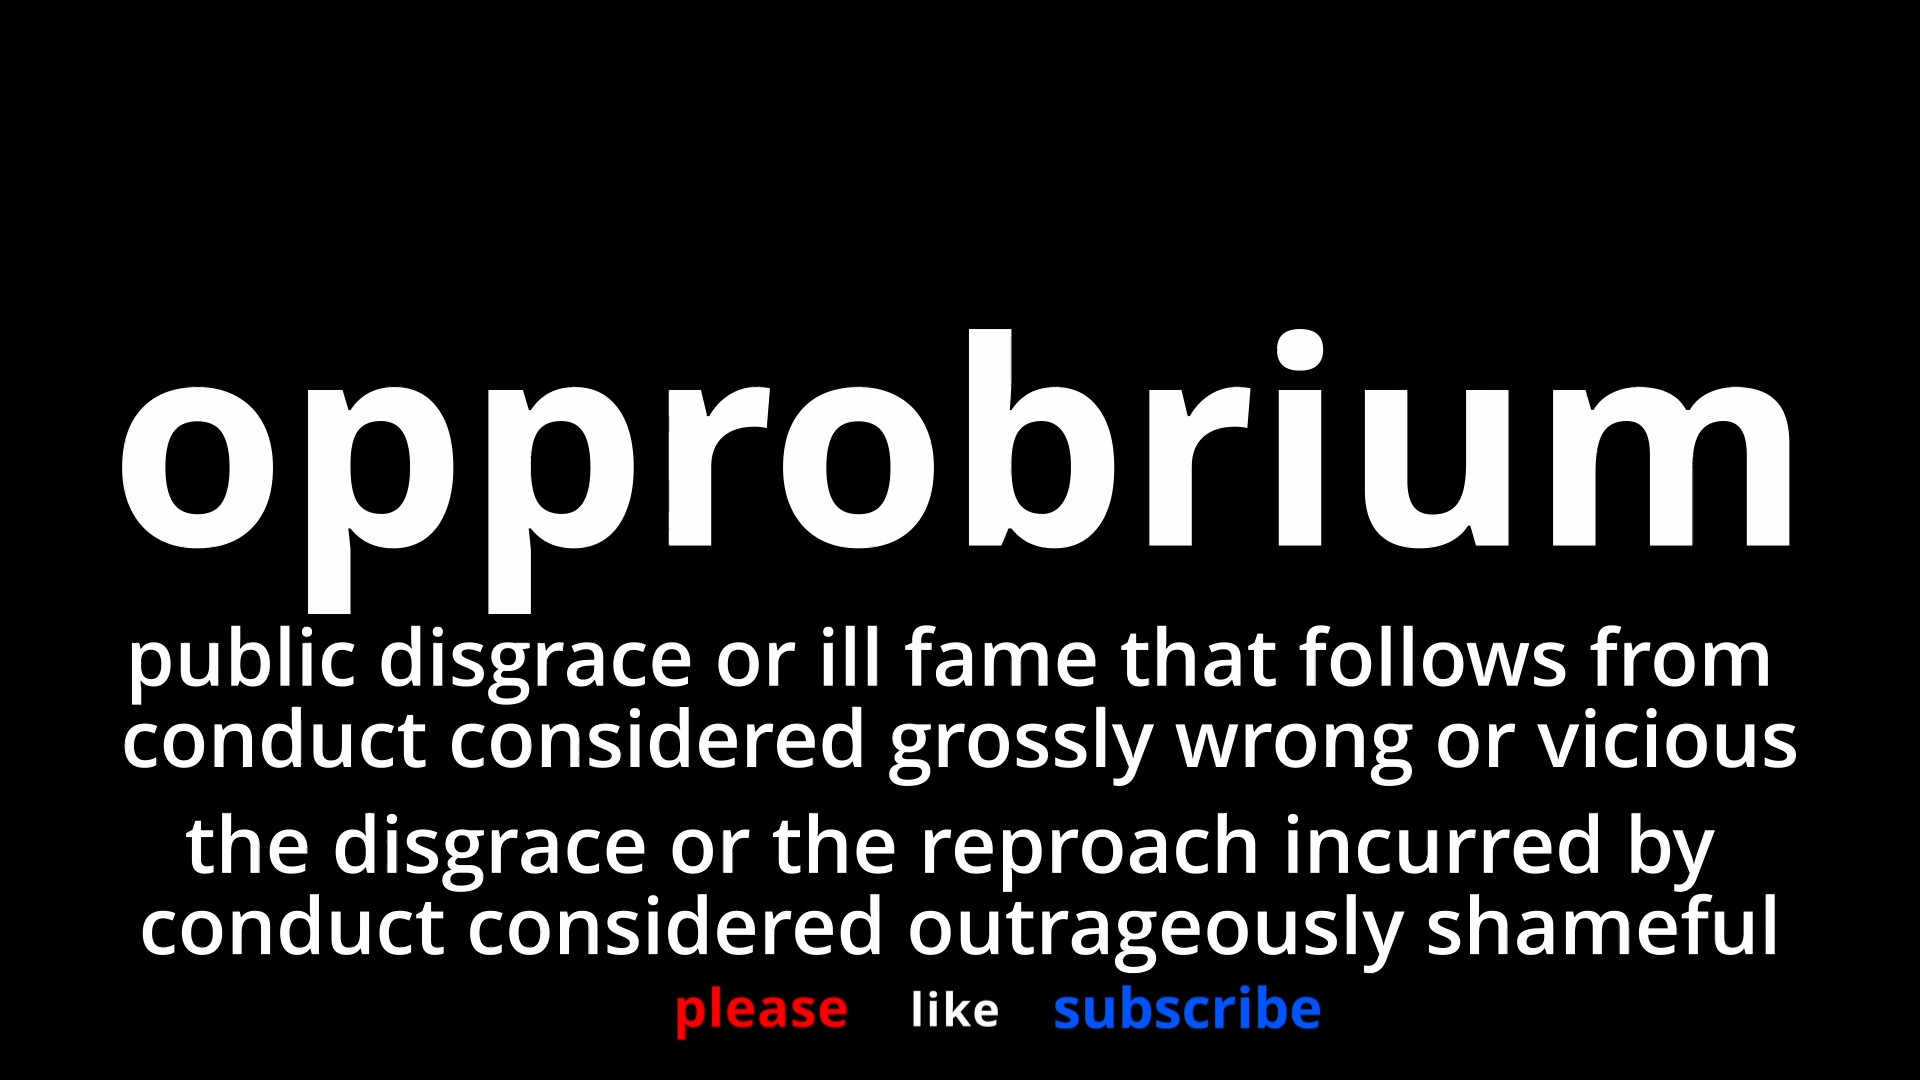 opprobrium
public disgrace or ill fame that follows from
conduct considered grossly wrong or vicious
the disgrace or the reproach incurred by
conduct considered outrageously shameful
please like subscribe